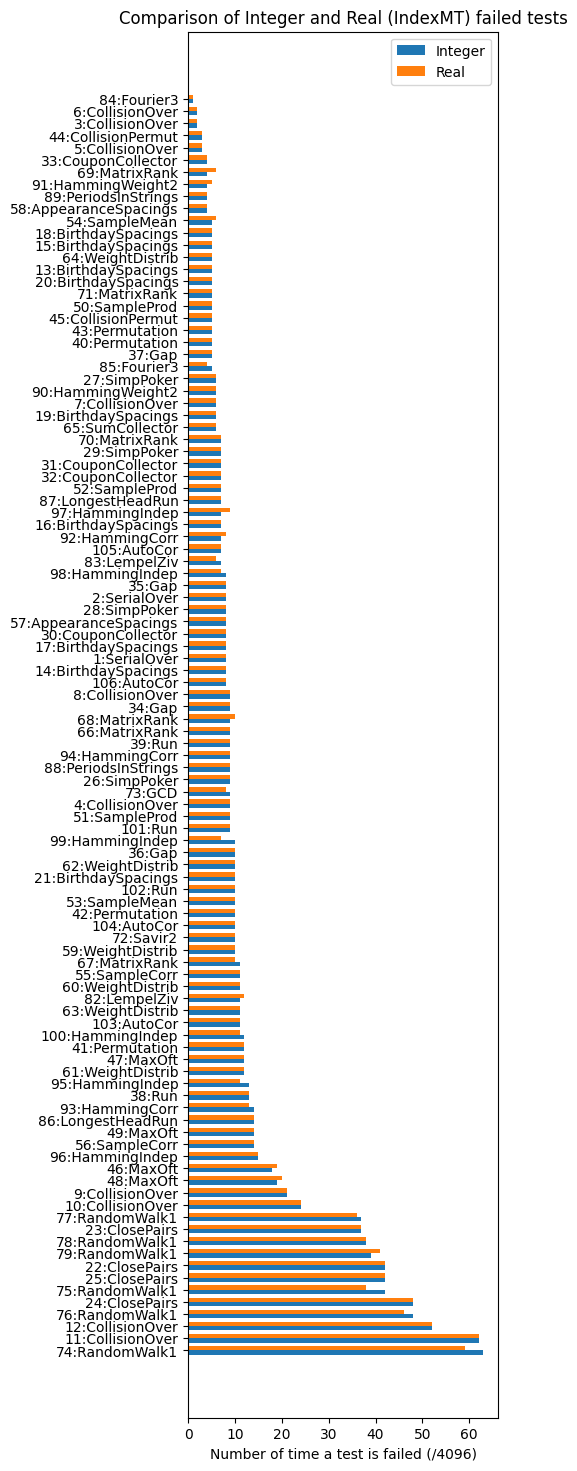 Comparison of Integer and Real (IndexMT) failed tests
Integer
Real
84:Fourier3
6:CollisionOver
3:CollisionOver
44:CollisionPermut
5:CollisionOver
33:CouponCollector
69:MatrixRank
91:HammingWeight2
89:PeriodsInStrings
58:AppearanceSpacings
54:SampleMean
18:BirthdaySpacings
15:BirthdaySpacings
64:WeightDistrib
13:BirthdaySpacings
20:BirthdaySpacings
71:MatrixRank
50:SampleProd
45:CollisionPermut
43:Permutation
40:Permutation
37:Gap
85:Fourier3
27:SimpPoker
90:HammingWeight2
7:CollisionOver
19:BirthdaySpacings
65:SumCollector
70:MatrixRank
29:SimpPoker
31:CouponCollector
32:CouponCollector
52:SampleProd
87:LongestHeadRun
97:HammingIndep
16:BirthdaySpacings
92:HammingCorr
105:AutoCor
83:LempelZiv
98:HammingIndep
35:Gap
2:SerialOver
28:SimpPoker
57:AppearanceSpacings
30:CouponCollector
17:BirthdaySpacings
1:SerialOver
14:BirthdaySpacings
106:AutoCor
8:CollisionOver
34:Gap
68:MatrixRank
66:MatrixRank
39:Run
94:HammingCorr
88:PeriodsInStrings
26:SimpPoker
73:GCD
4:CollisionOver
51:SampleProd
101:Run
99:HammingIndep
36:Gap
62:WeightDistrib
21:BirthdaySpacings
102:Run
53:SampleMean
42:Permutation
104:AutoCor
72:Savir2
59:WeightDistrib
67:MatrixRank
55:SampleCorr
60:WeightDistrib
82:LempelZiv
63:WeightDistrib
103:AutoCor
100:HammingIndep
41:Permutation
47:MaxOft
61:WeightDistrib
95:HammingIndep
38:Run
93:HammingCorr
86:LongestHeadRun
49:MaxOft
56:SampleCorr
96:HammingIndep
46:MaxOft
48:MaxOft
9:CollisionOver
10:CollisionOver
77:RandomWalk1
23:ClosePairs
78:RandomWalk1
79:RandomWalk1
22:ClosePairs
25:ClosePairs
75:RandomWalk1
24:ClosePairs
76:RandomWalk1
12:CollisionOver
11:CollisionOver
74:RandomWalk1
0 10 20 30 40 50 60
Number of time a test is failed (/4096)